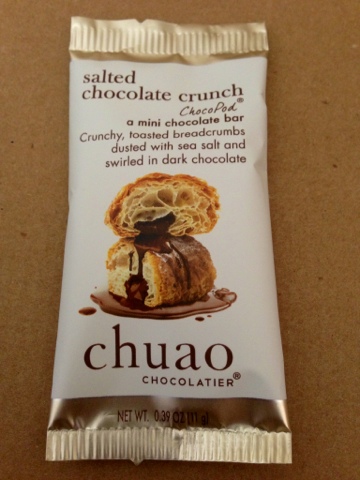 salted
chocolate crunch
ChocoPod®
a mini chocolate bar
Crunchy, toasted breadcrumbs
dusted with sea salt and
swirled in dark chocolate
chuao
CHOCOLATIER®
NET WT. 0.39 OZ (11 g)